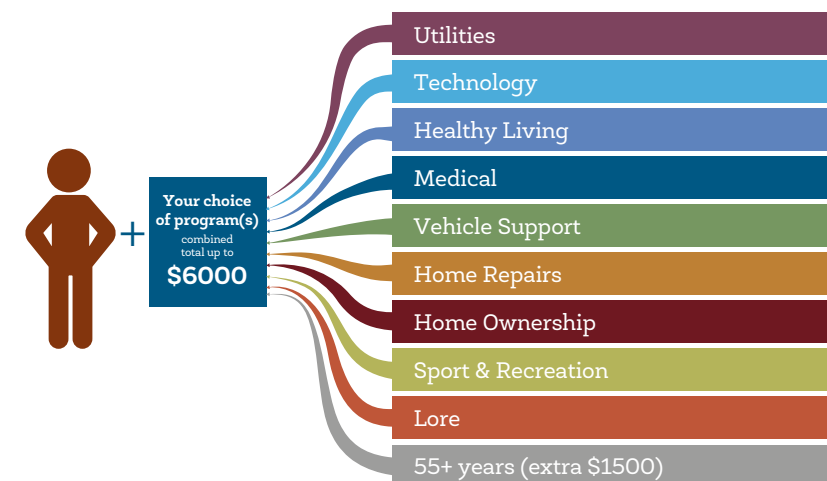 Utilities
Technology
Healthy Living
Medical
Vehicle Support
Home Repairs
Home Ownership
Sport & Recreation
Lore
55+ years (extra $1500)
+
Your choice
of program(s)
combined
total up to
$6000